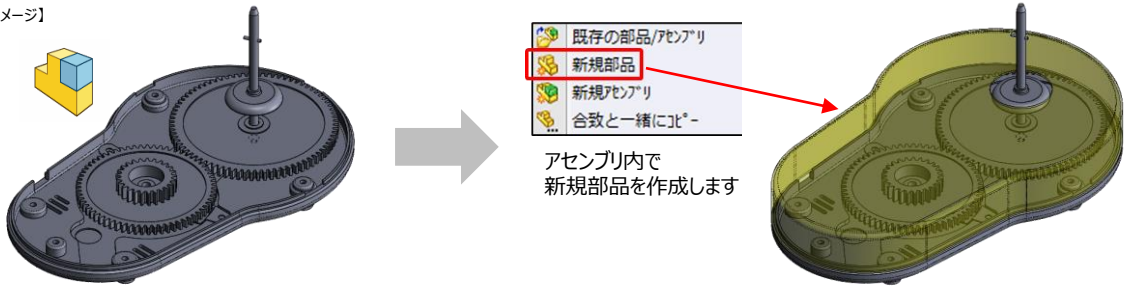 メージ】
既存の部品/ｱｾﾝﾌﾞﾘ
新規部品
新規ｱｾﾝﾌﾞﾘ
合致と一緒にｺﾋﾟｰ
アセンブリ内で
新規部品を作成します